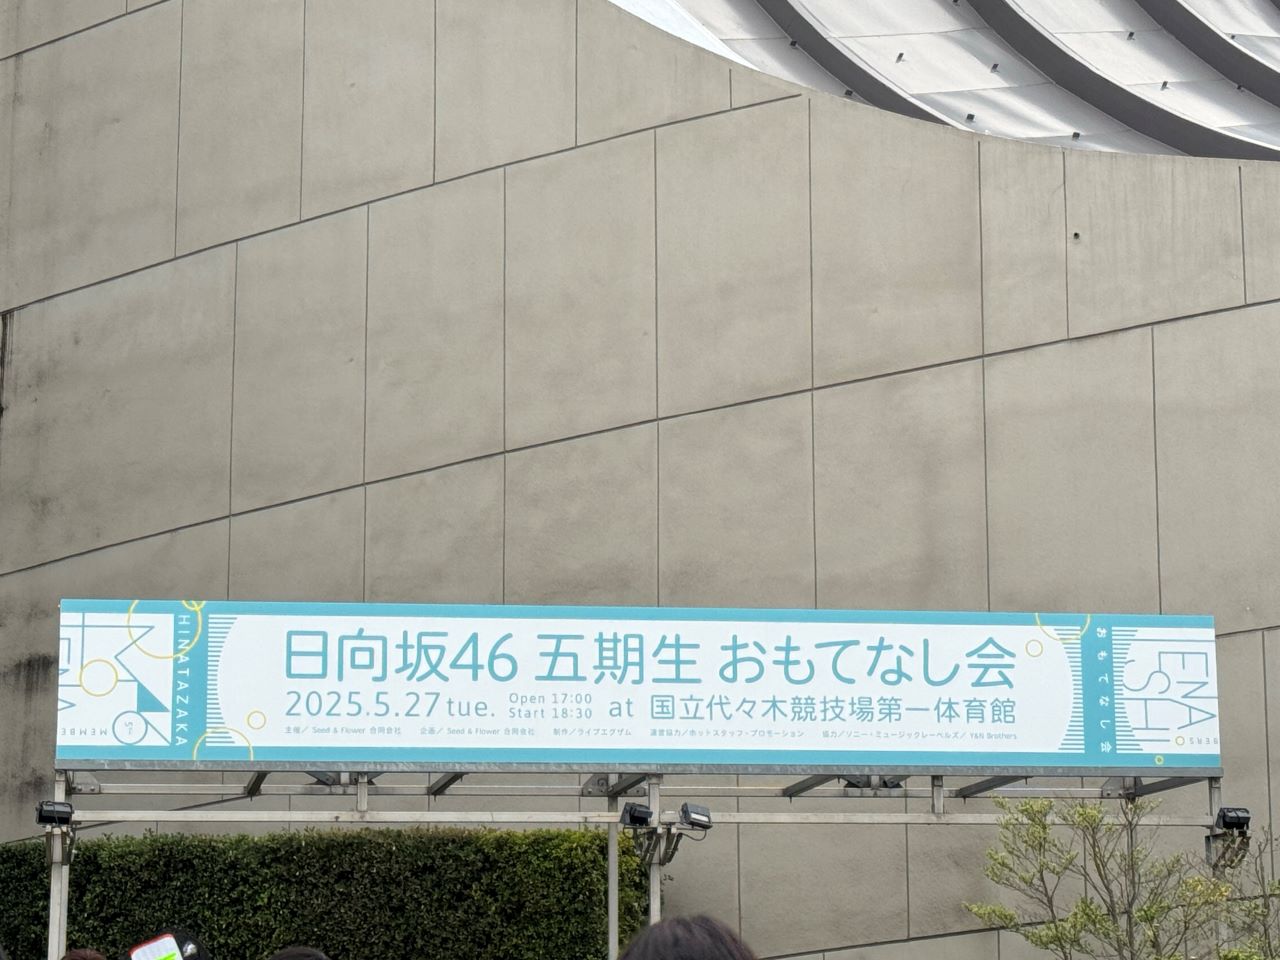 日向坂46 五期生 おもてなし会
2025.5.27 tue. Open 17:00 Start 18:30 at 国立代々木競技場第一体育館
主催／Seed & Flower 合同会社 企画／Seed & Flower 合同会社 制作／ライブエグザム 運営協力／ホットスタッフ・プロモーション 協力／ソニー・ミュージックレーベルズ／Y&N Brothers
HINATAZAKA
おもてなし会